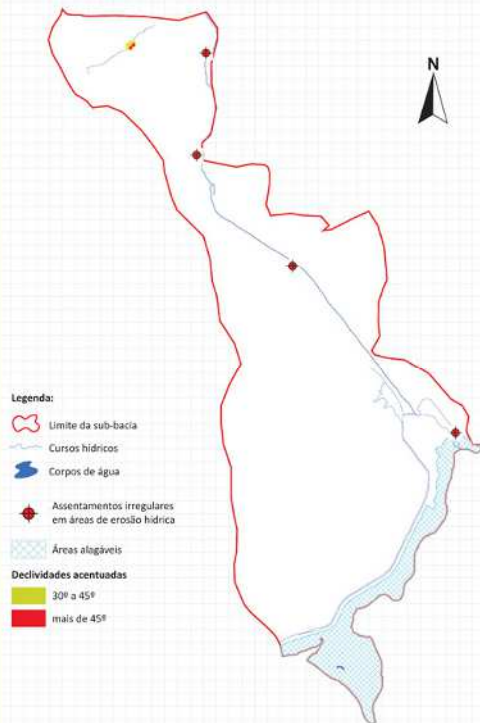 N
Legenda:
Limite da sub-bacia
Cursos hídricos
Corpos de água
Assentamentos irregulares
em áreas de erosão hídrica
Áreas alagáveis
Declividades acentuadas
30º a 45º
mais de 45º